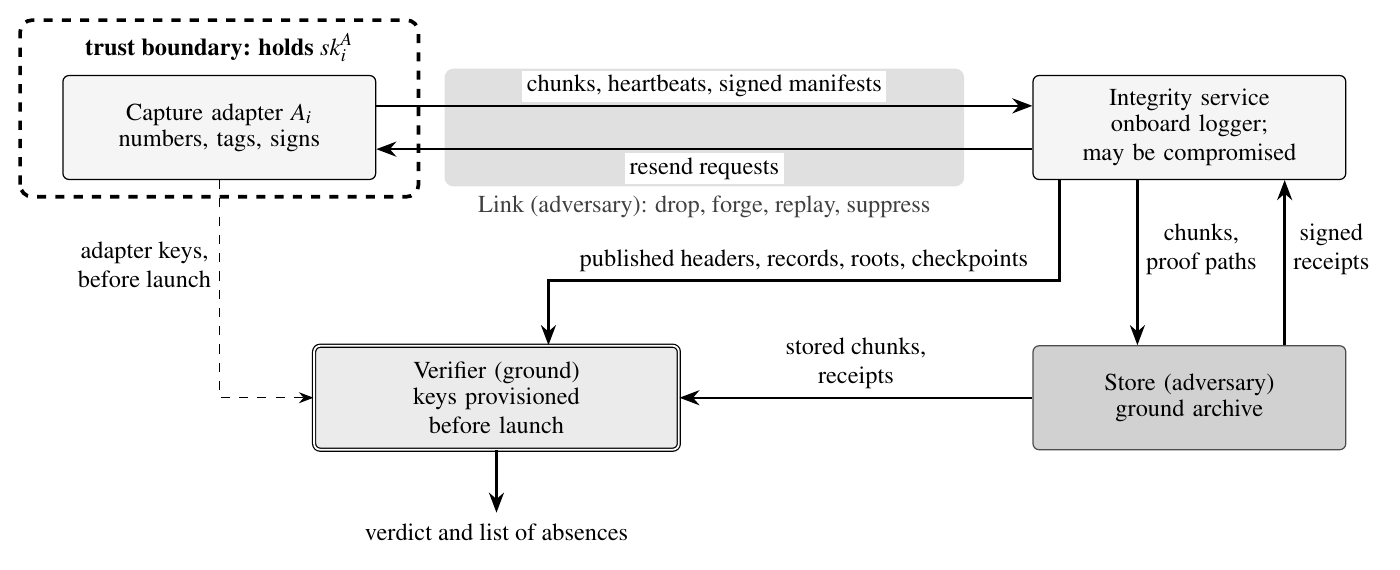 trust boundary: holds sk_i^A
Capture adapter A_i
numbers, tags, signs
chunks, heartbeats, signed manifests
resend requests
Link (adversary): drop, forge, replay, suppress
Integrity service
onboard logger;
may be compromised
adapter keys,
before launch
published headers, records, roots, checkpoints
chunks,
proof paths
signed
receipts
Verifier (ground)
keys provisioned
before launch
stored chunks,
receipts
Store (adversary)
ground archive
verdict and list of absences